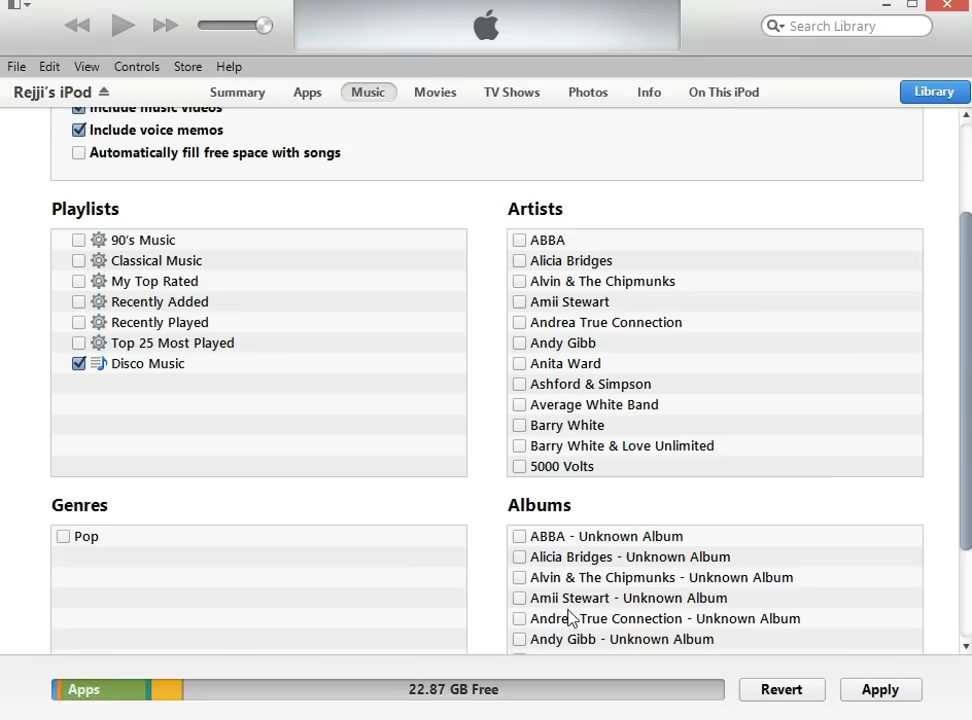 Search Library
File Edit View Controls Store Help
Rejji's iPod Summary Apps Music Movies TV Shows Photos Info On This iPod Library
Include music videos
Include voice memos
Automatically fill free space with songs
Playlists
90's Music
Classical Music
My Top Rated
Recently Added
Recently Played
Top 25 Most Played
Disco Music
Artists
ABBA
Alicia Bridges
Alvin & The Chipmunks
Amii Stewart
Andrea True Connection
Andy Gibb
Anita Ward
Ashford & Simpson
Average White Band
Barry White
Barry White & Love Unlimited
5000 Volts
Genres
Pop
Albums
ABBA - Unknown Album
Alicia Bridges - Unknown Album
Alvin & The Chipmunks - Unknown Album
Amii Stewart - Unknown Album
Andrea True Connection - Unknown Album
Andy Gibb - Unknown Album
Apps 22.87 GB Free Revert Apply